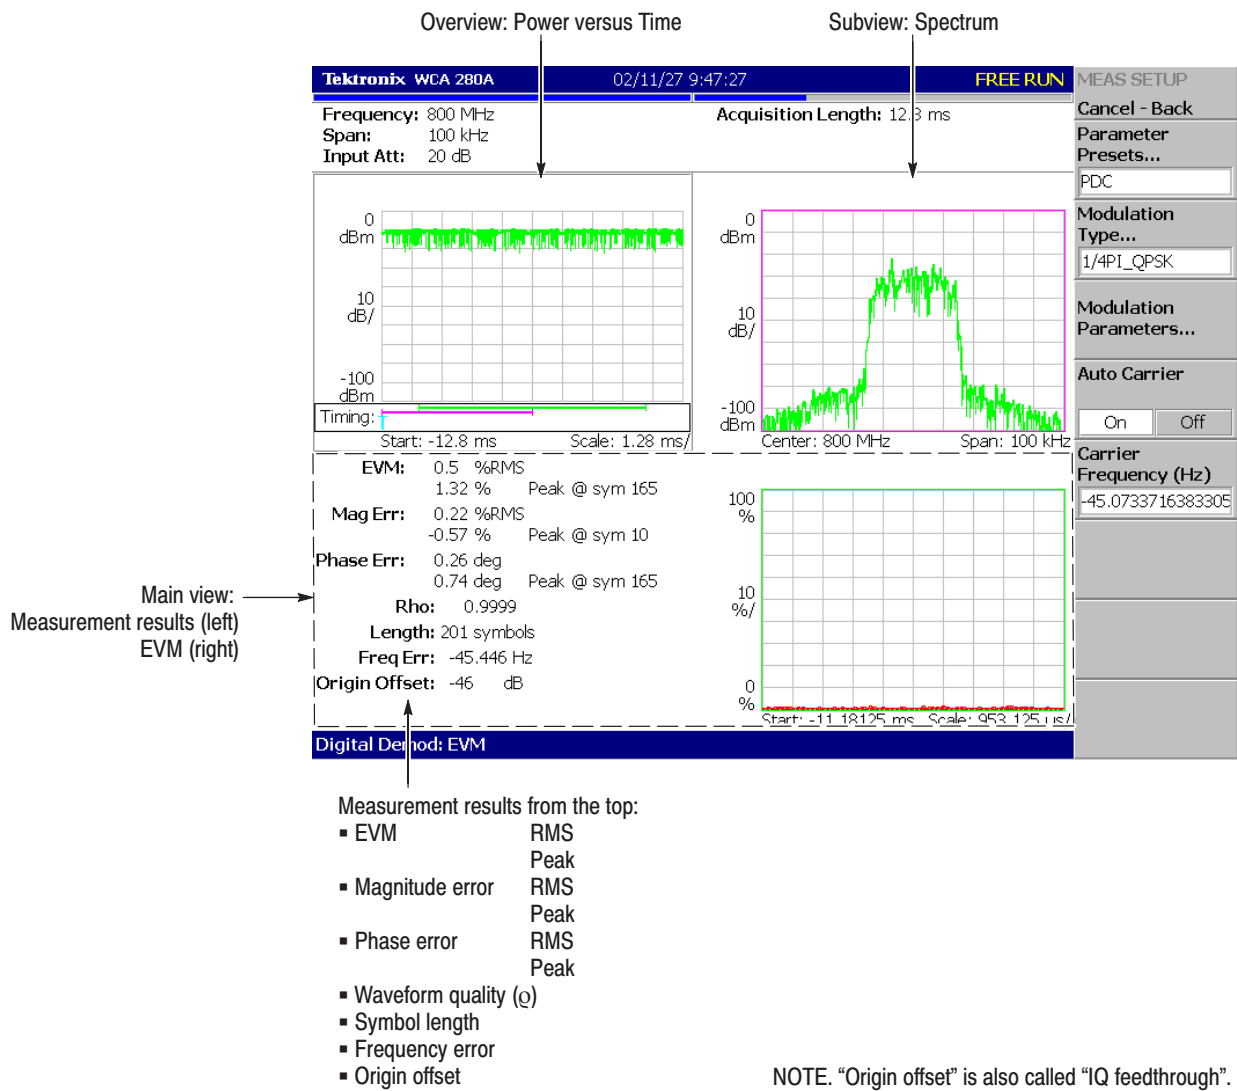 Overview: Power versus Time
Subview: Spectrum
Tektronix WCA 280A 02/11/27 9:47:27 FREE RUN
Frequency: 800 MHz
Span: 100 kHz
Input Att: 20 dB
Acquisition Length: 12.8 ms
0
dBm
10
dB/
-100
dBm
Timing:
T
Start: -12.8 ms Scale: 1.28 ms/
0
dBm
10
dB/
-100
dBm
Center: 800 MHz Span: 100 kHz
EVM: 0.5 %RMS
1.32 % Peak @ sym 165
Mag Err: 0.22 %RMS
-0.57 % Peak @ sym 10
Phase Err: 0.26 deg
0.74 deg Peak @ sym 165
Rho: 0.9999
Length: 201 symbols
Freq Err: -45.446 Hz
Origin Offset: -46 dB
100
%
10
%/
0
%
Start: -11.18125 ms Scale: 953.125 us/
Digital Demod: EVM
MEAS SETUP
Cancel - Back
Parameter
Presets...
PDC
Modulation
Type...
1/4PI_QPSK
Modulation
Parameters...
Auto Carrier
On Off
Carrier
Frequency (Hz)
-45.0733716383305
Main view:
Measurement results (left)
EVM (right)
Measurement results from the top:
▪ EVM RMS
Peak
▪ Magnitude error RMS
Peak
▪ Phase error RMS
Peak
▪ Waveform quality (ϱ)
▪ Symbol length
▪ Frequency error
▪ Origin offset
NOTE. “Origin offset” is also called “IQ feedthrough”.